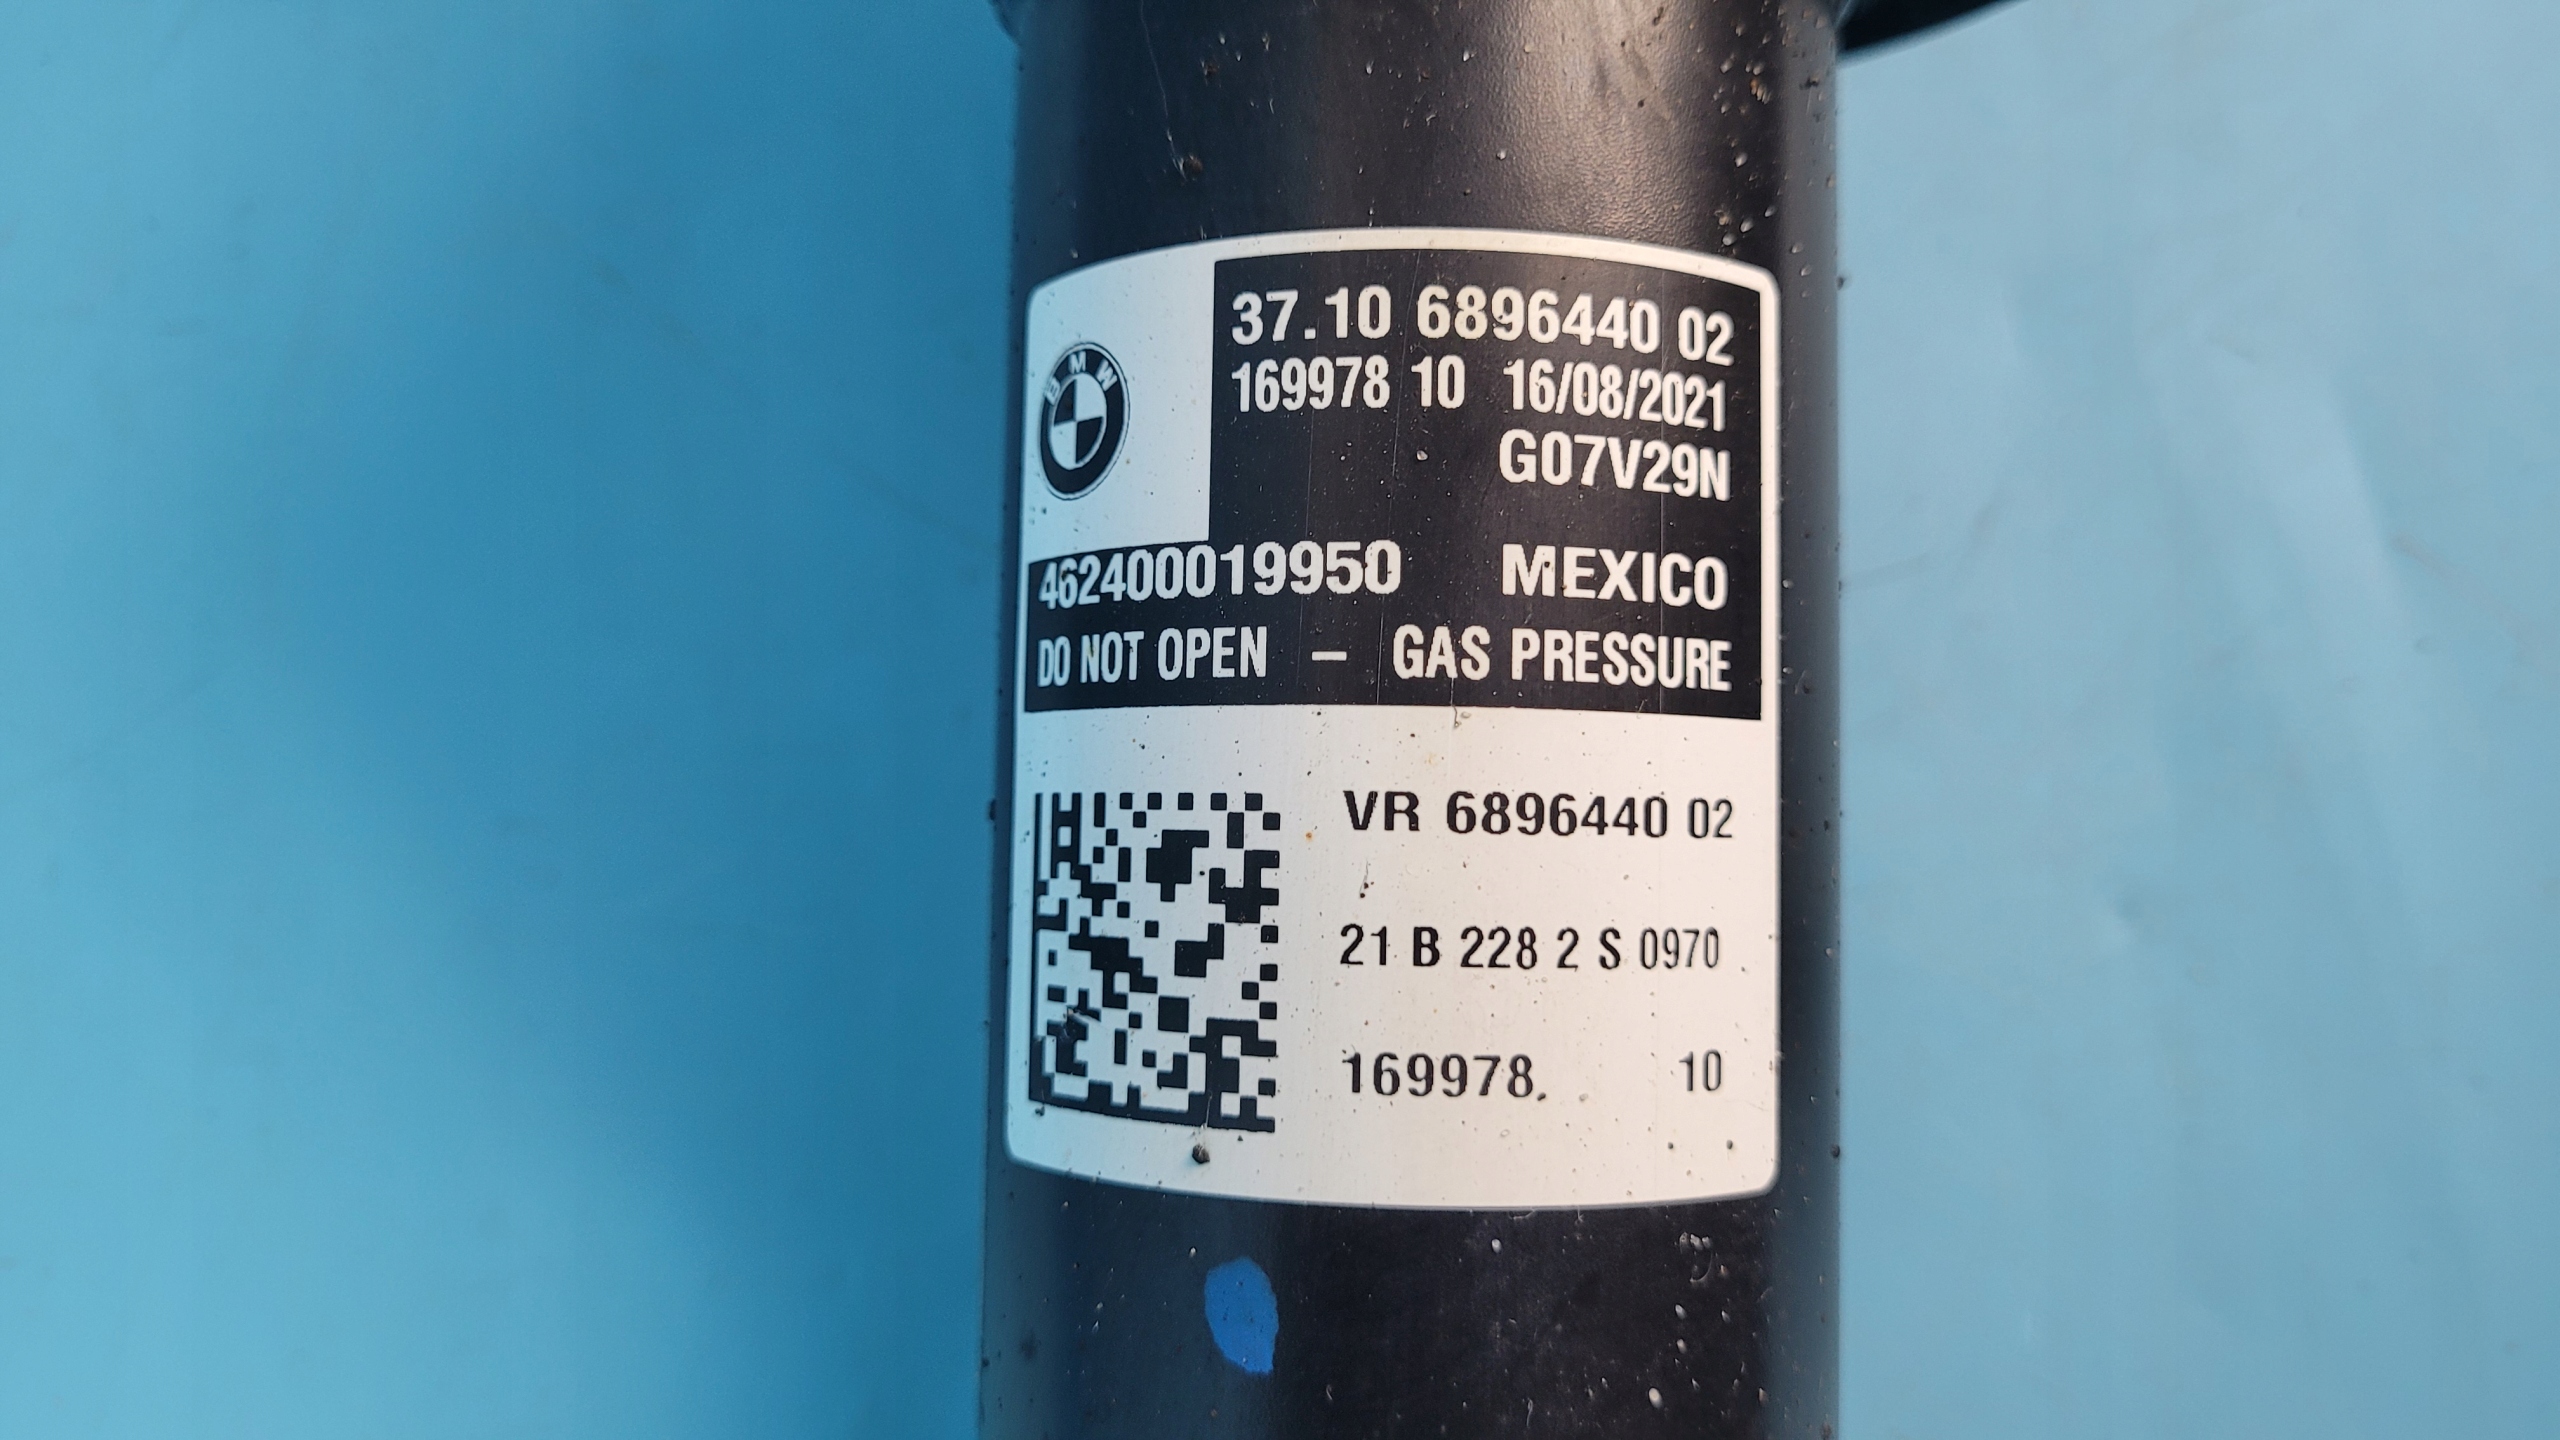 BMW
37.10 6896440 02
169978 10 16/08/2021
G07V29N
462400019950 MEXICO
DO NOT OPEN – GAS PRESSURE
VR 6896440 02
21 B 228 2 S 0970
169978 10